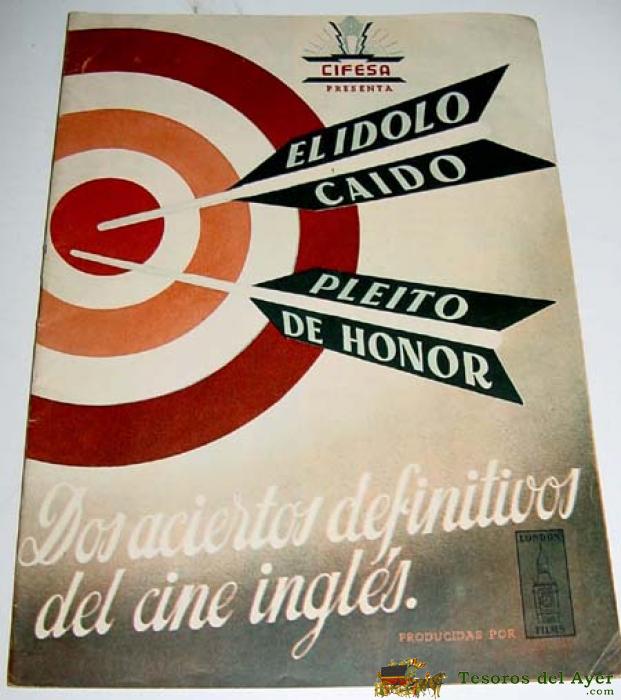 CIFESA
PRESENTA
EL IDOLO
CAIDO
PLEITO
DE HONOR
Dos aciertos definitivos
del cine inglés.
LONDON
FILMS
PRODUCIDAS POR
Tesoros del Ayer
.com